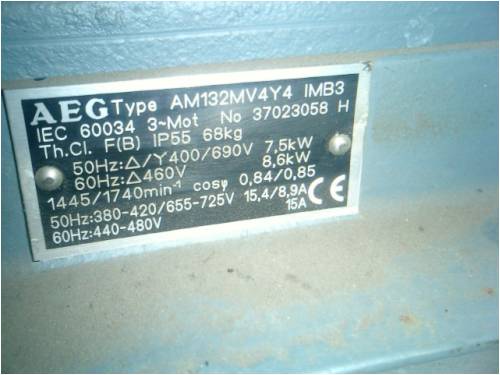 AEG Type AM132MV4Y4 IMB3
IEC 60034 3~Mot No 37023058 H
Th.Cl. F(B) IP55 68kg
50Hz:Δ/Y400/690V 7,5kW
60Hz:Δ460V 8,6kW
1445/1740min⁻¹ cosφ 0,84/0,85
50Hz:380-420/655-725V 15,4/8,9A
60Hz:440-480V 15A CE